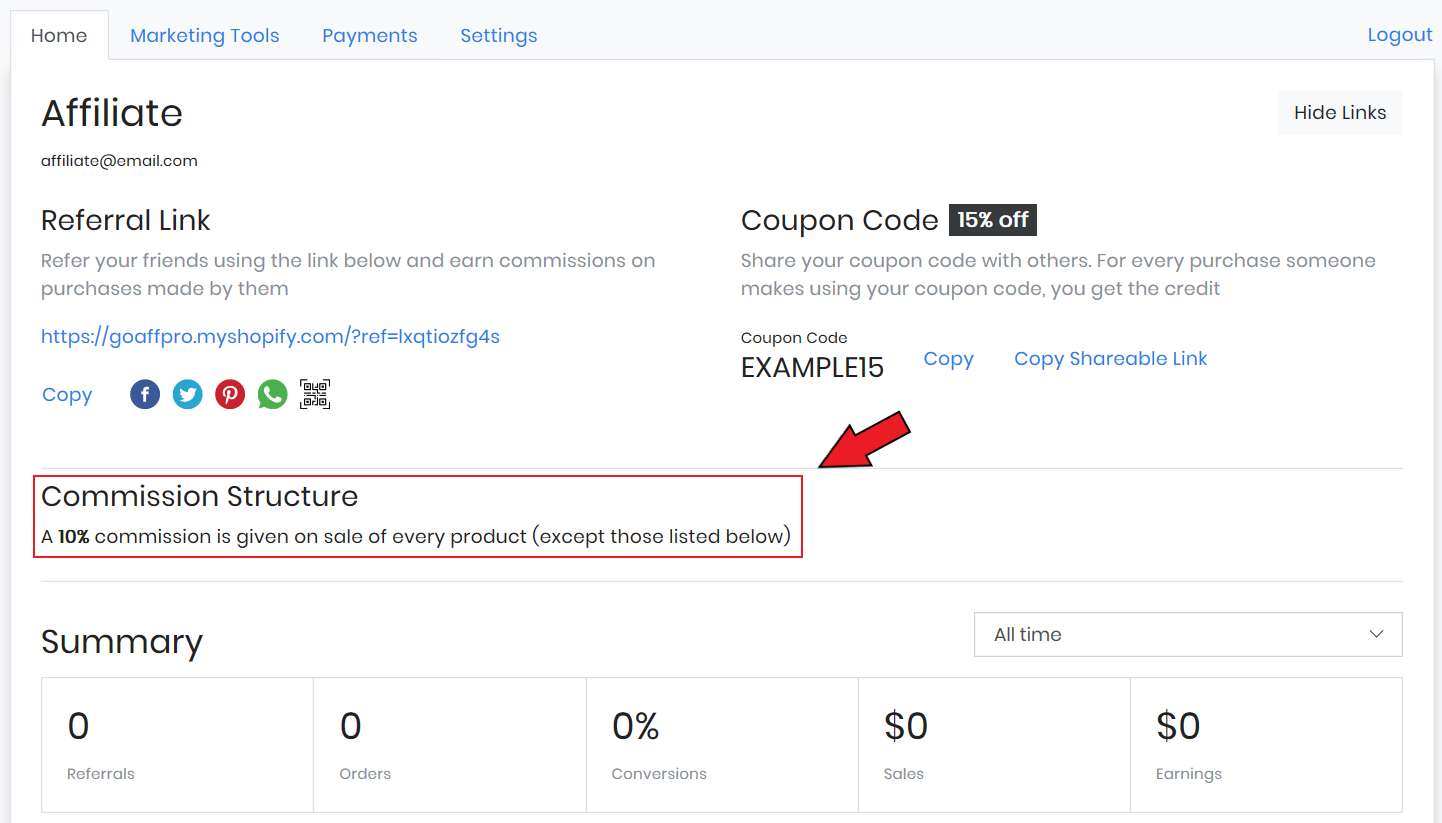 Home Marketing Tools Payments Settings Logout
Affiliate
Hide Links
affiliate@email.com
Referral Link
Refer your friends using the link below and earn commissions on
purchases made by them
https://goaffpro.myshopify.com/?ref=lxqtiozfg4s
Copy
Coupon Code 15% off
Share your coupon code with others. For every purchase someone
makes using your coupon code, you get the credit
Coupon Code
EXAMPLE15
Copy Copy Shareable Link
Commission Structure
A 10% commission is given on sale of every product (except those listed below)
Summary
All time
0
Referrals
0
Orders
0%
Conversions
$0
Sales
$0
Earnings